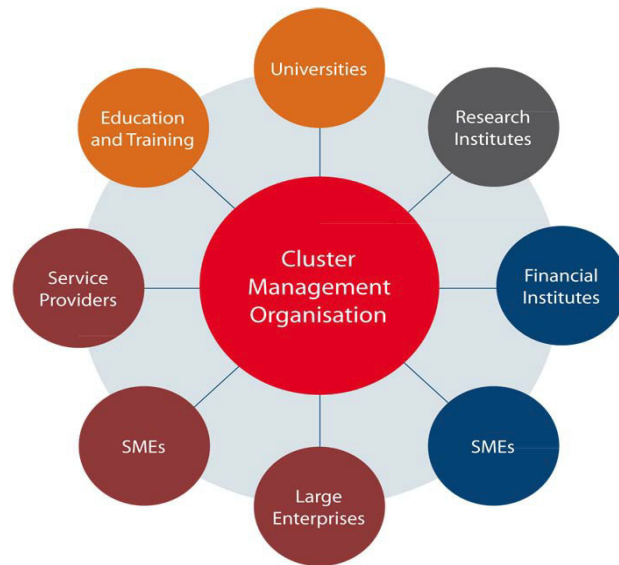 Universities
Education
and Training
Research
Institutes
Cluster
Management
Organisation
Service
Providers
Financial
Institutes
SMEs
SMEs
Large
Enterprises